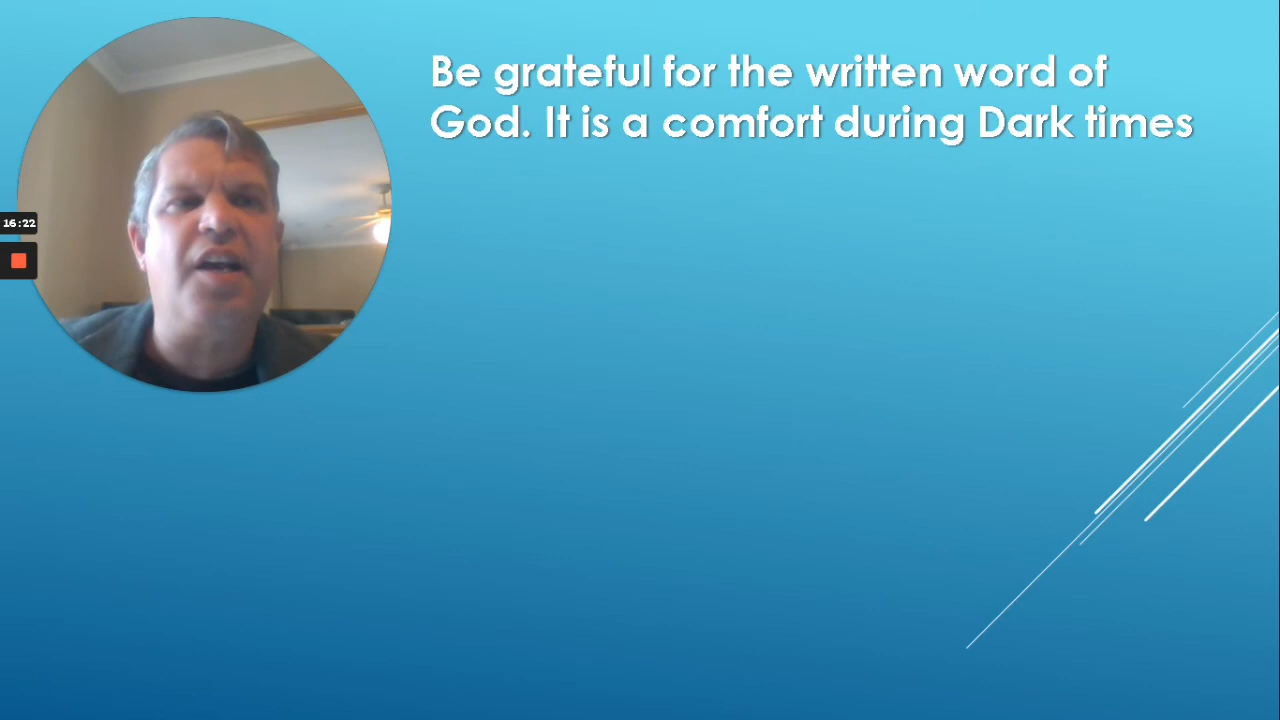 Be grateful for the written word of
God. It is a comfort during Dark times
16:22